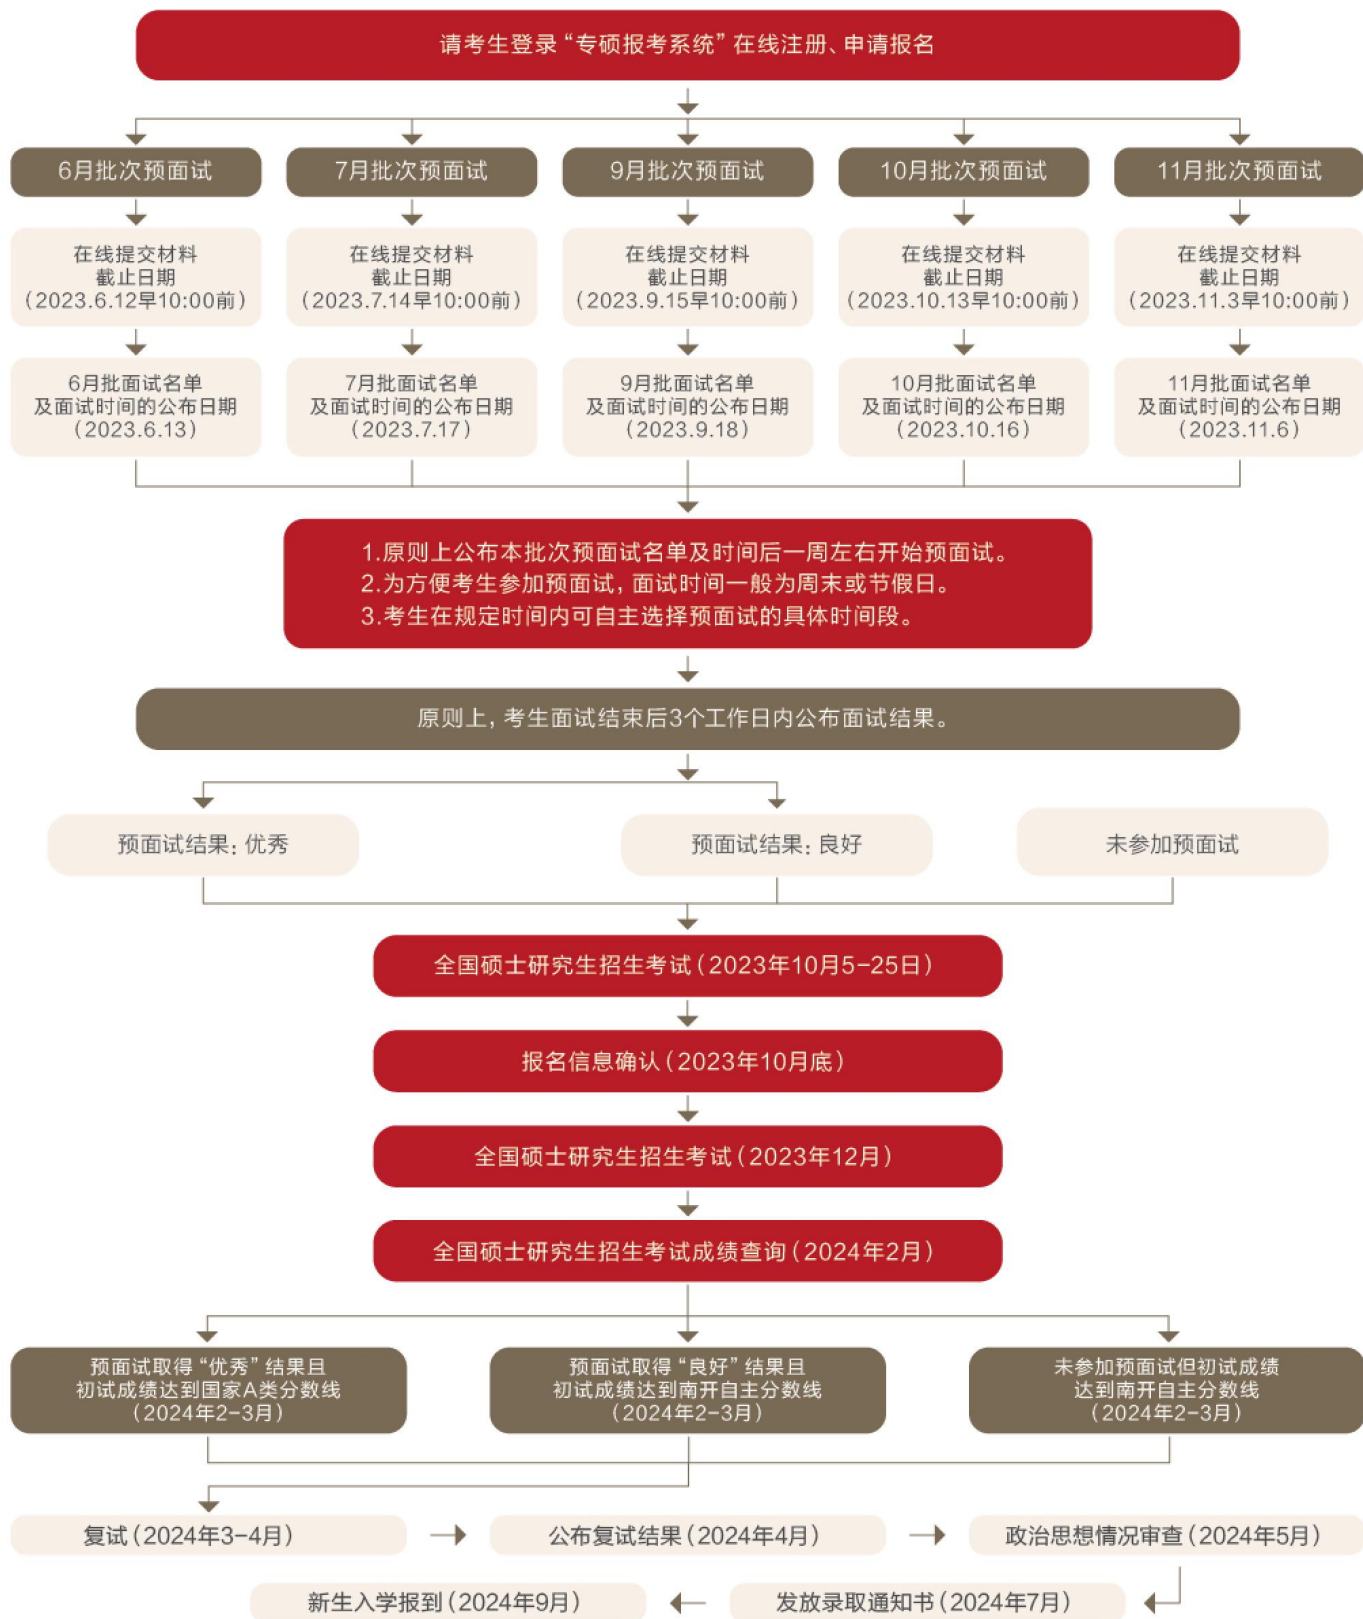 请考生登录“专硕报考系统”在线注册、申请报名
6月批次预面试
7月批次预面试
9月批次预面试
10月批次预面试
11月批次预面试
在线提交材料
截止日期
(2023.6.12早10:00前)
在线提交材料
截止日期
(2023.7.14早10:00前)
在线提交材料
截止日期
(2023.9.15早10:00前)
在线提交材料
截止日期
(2023.10.13早10:00前)
在线提交材料
截止日期
(2023.11.3早10:00前)
6月批面试名单
及面试时间的公布日期
(2023.6.13)
7月批面试名单
及面试时间的公布日期
(2023.7.17)
9月批面试名单
及面试时间的公布日期
(2023.9.18)
10月批面试名单
及面试时间的公布日期
(2023.10.16)
11月批面试名单
及面试时间的公布日期
(2023.11.6)
1.原则上公布本批次预面试名单及时间后一周左右开始预面试。
2.为方便考生参加预面试,面试时间一般为周末或节假日。
3.考生在规定时间内可自主选择预面试的具体时间段。
原则上,考生面试结束后3个工作日内公布面试结果。
预面试结果:优秀
预面试结果:良好
未参加预面试
全国硕士研究生招生考试(2023年10月5-25日)
报名信息确认(2023年10月底)
全国硕士研究生招生考试(2023年12月)
全国硕士研究生招生考试成绩查询(2024年2月)
预面试取得“优秀”结果且
初试成绩达到国家A类分数线
(2024年2-3月)
预面试取得“良好”结果且
初试成绩达到南开自主分数线
(2024年2-3月)
未参加预面试但初试成绩
达到南开自主分数线
(2024年2-3月)
复试(2024年3-4月)
公布复试结果(2024年4月)
政治思想情况审查(2024年5月)
发放录取通知书(2024年7月)
新生入学报到(2024年9月)